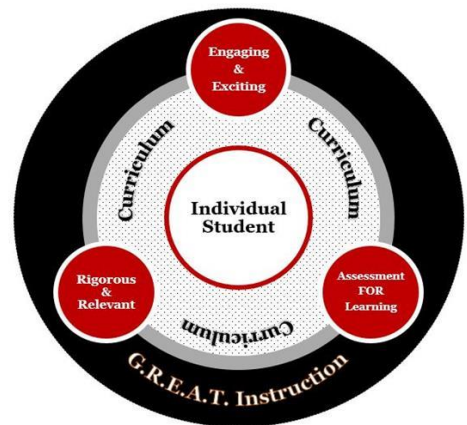 Engaging
&
Exciting
Curriculum
Curriculum
Individual
Student
Rigorous
&
Relevant
Assessment
FOR
Learning
Curriculum
G.R.E.A.T. Instruction